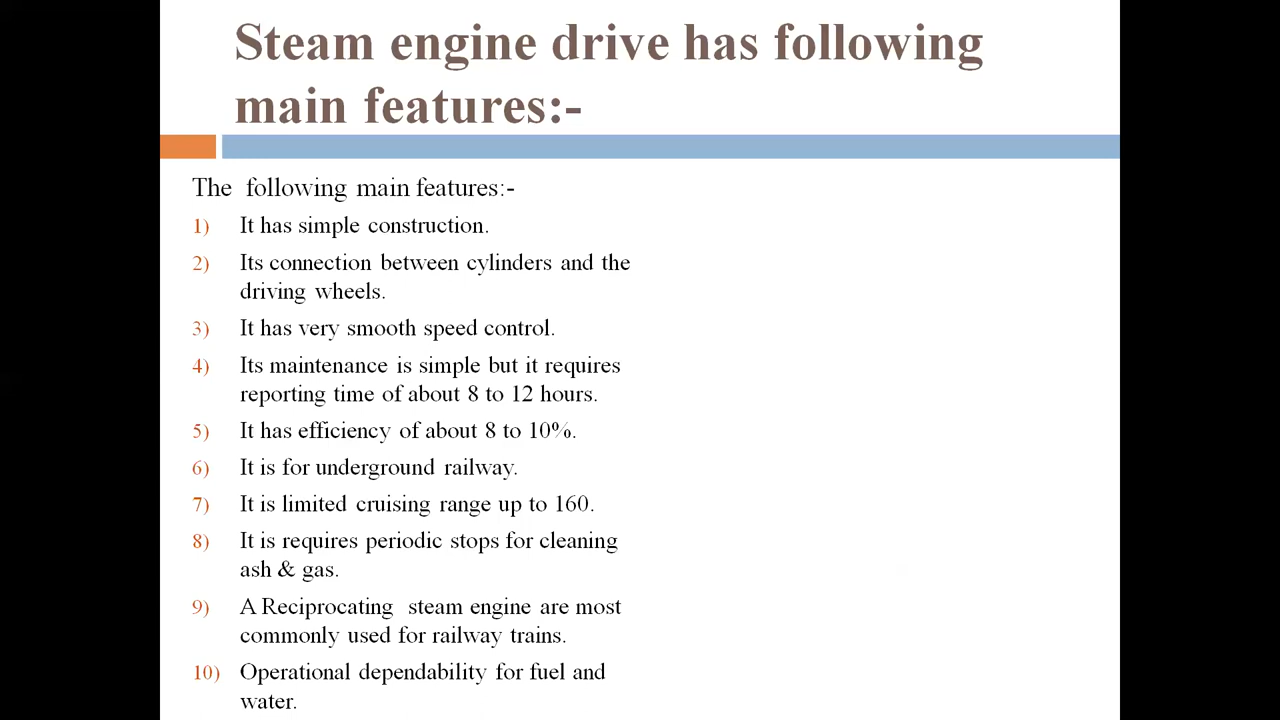 Steam engine drive has following
main features:-
The following main features:-
1) It has simple construction.
2) Its connection between cylinders and the
driving wheels.
3) It has very smooth speed control.
4) Its maintenance is simple but it requires
reporting time of about 8 to 12 hours.
5) It has efficiency of about 8 to 10%.
6) It is for underground railway.
7) It is limited cruising range up to 160.
8) It is requires periodic stops for cleaning
ash & gas.
9) A Reciprocating steam engine are most
commonly used for railway trains.
10) Operational dependability for fuel and
water.